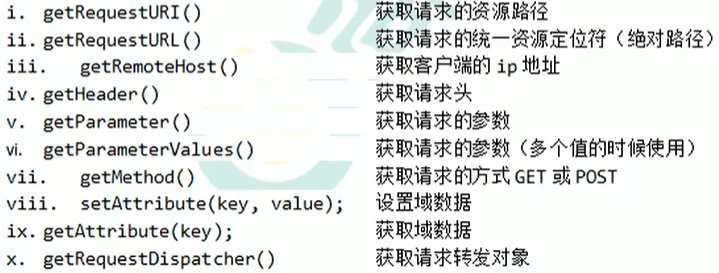 i. getRequestURI() 获取请求的资源路径
ii. getRequestURL() 获取请求的统一资源定位符（绝对路径）
iii. getRemoteHost() 获取客户端的 ip 地址
iv. getHeader() 获取请求头
v. getParameter() 获取请求的参数
vi. getParameterValues() 获取请求的参数（多个值的时候使用）
vii. getMethod() 获取请求的方式 GET 或 POST
viii. setAttribute(key, value); 设置域数据
ix. getAttribute(key); 获取域数据
x. getRequestDispatcher() 获取请求转发对象